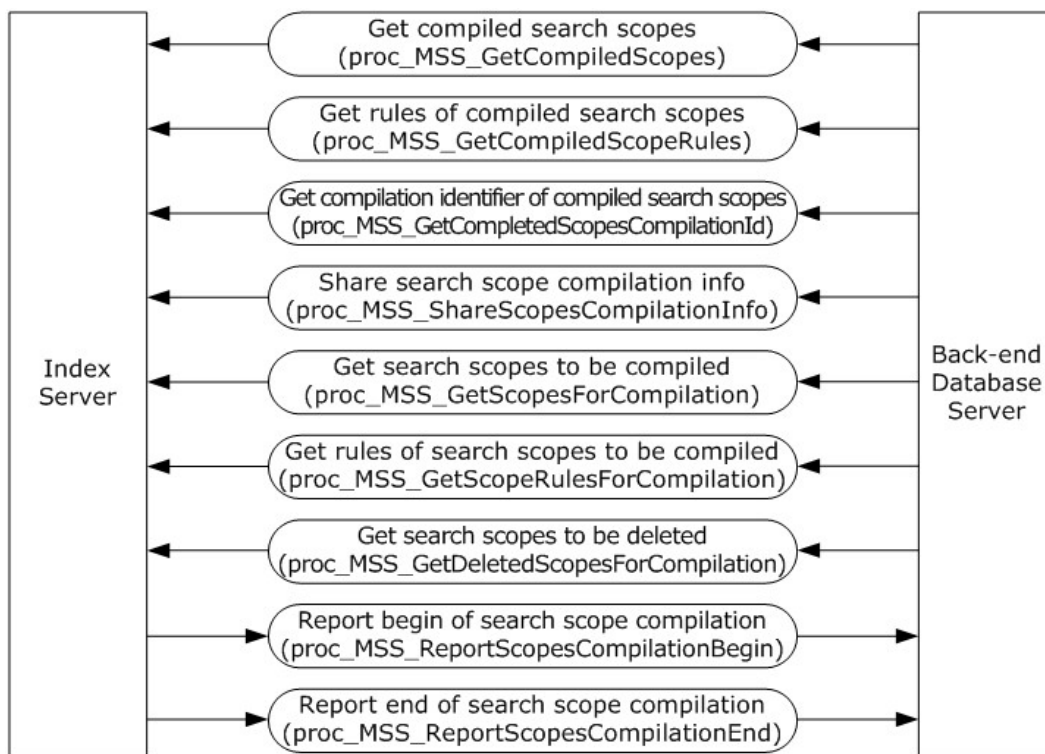 Get compiled search scopes
(proc_MSS_GetCompiledScopes)
Get rules of compiled search scopes
(proc_MSS_GetCompiledScopeRules)
Get compilation identifier of compiled search scopes
(proc_MSS_GetCompletedScopesCompilationId)
Share search scope compilation info
(proc_MSS_ShareScopesCompilationInfo)
Index
Server
Get search scopes to be compiled
(proc_MSS_GetScopesForCompilation)
Back-end
Database
Server
Get rules of search scopes to be compiled
(proc_MSS_GetScopeRulesForCompilation)
Get search scopes to be deleted
(proc_MSS_GetDeletedScopesForCompilation)
Report begin of search scope compilation
(proc_MSS_ReportScopesCompilationBegin)
Report end of search scope compilation
(proc_MSS_ReportScopesCompilationEnd)